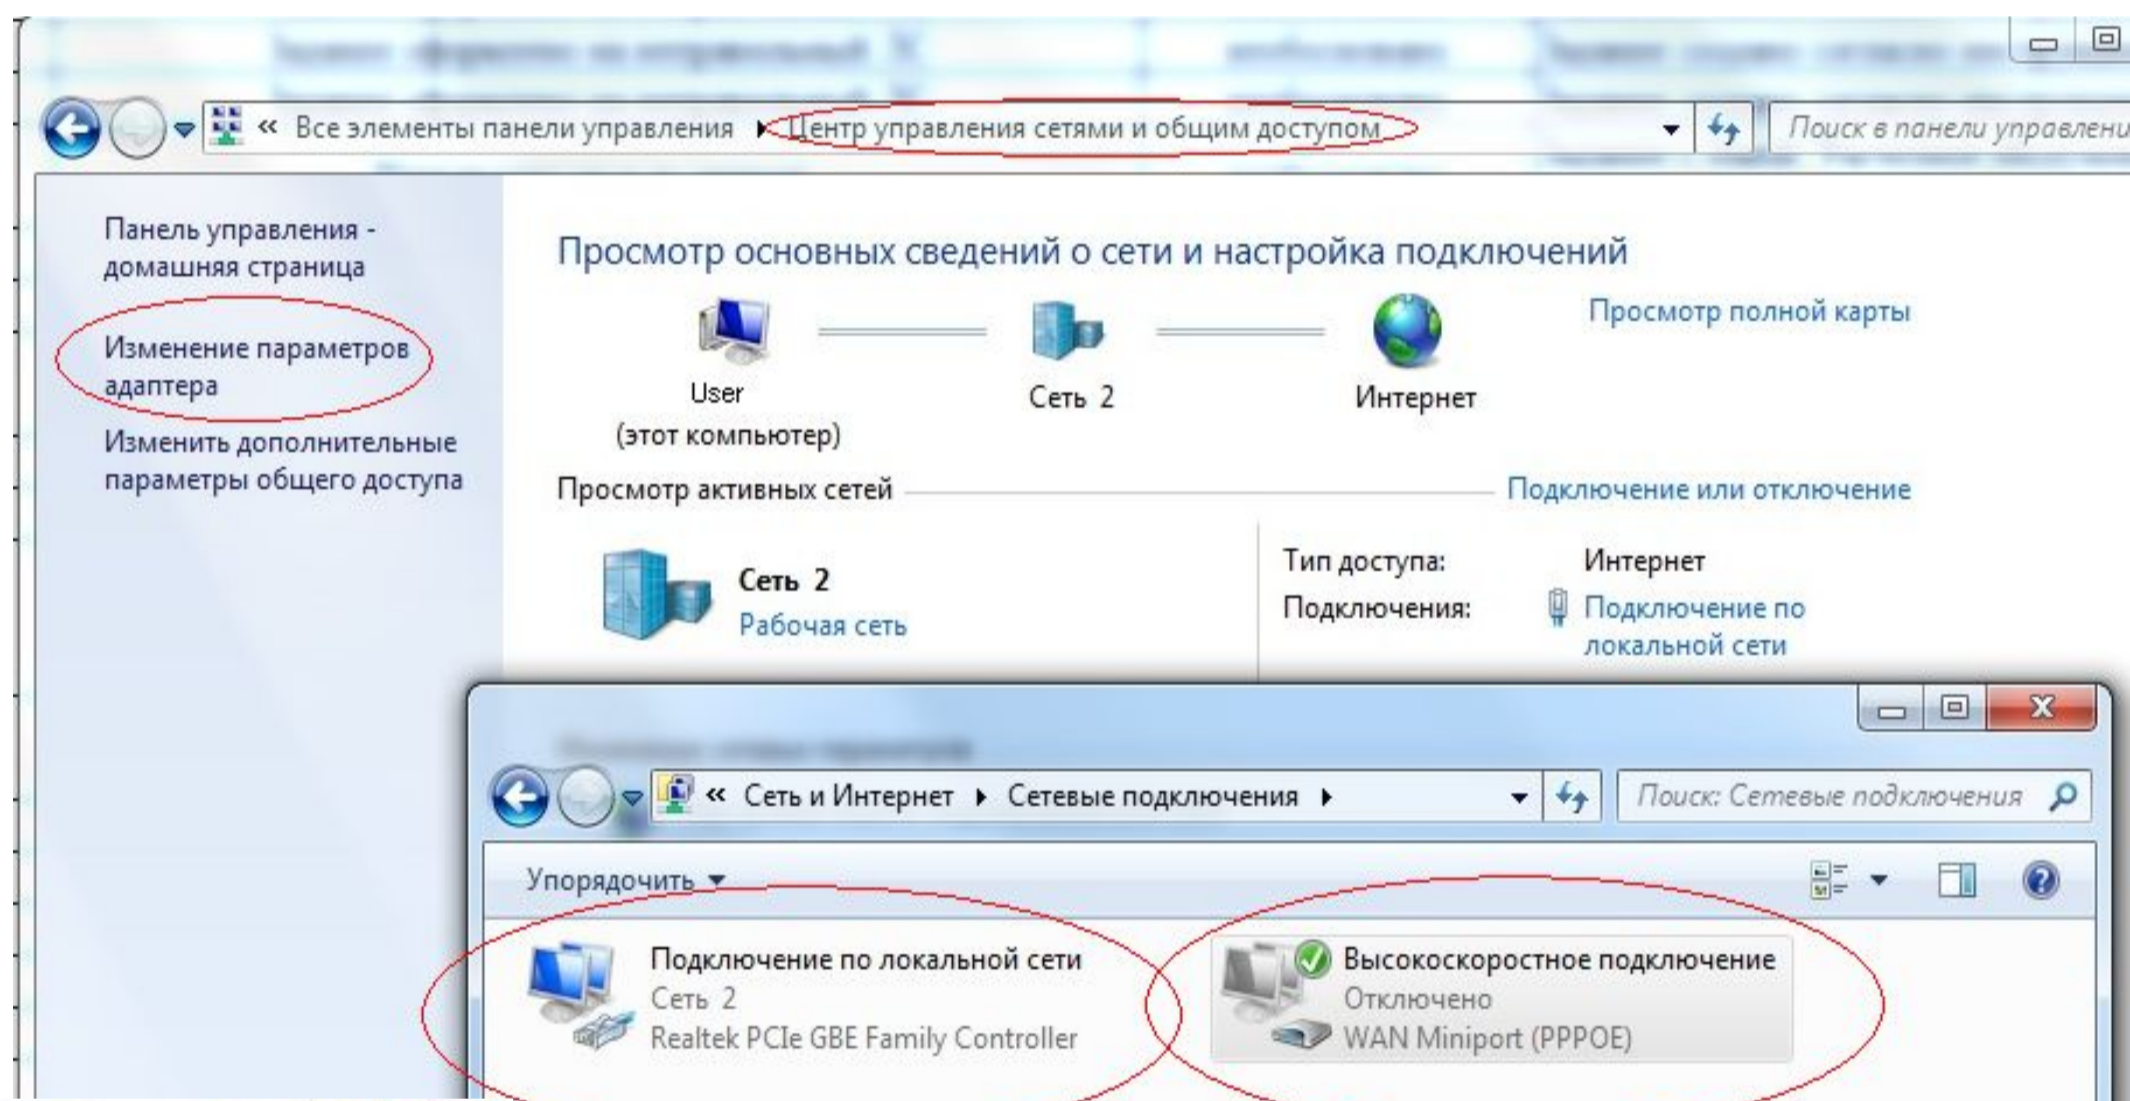 « Все элементы панели управления ▸ Центр управления сетями и общим доступом
Поиск в панели управлени
Панель управления -
домашняя страница
Изменение параметров
адаптера
Изменить дополнительные
параметры общего доступа
Просмотр основных сведений о сети и настройка подключений
Просмотр полной карты
User
(этот компьютер)
Сеть 2
Интернет
Просмотр активных сетей
Подключение или отключение
Сеть 2
Рабочая сеть
Тип доступа: Интернет
Подключения: Подключение по
локальной сети
« Сеть и Интернет ▸ Сетевые подключения ▸
Поиск: Сетевые подключения
Упорядочить
Подключение по локальной сети
Сеть 2
Realtek PCIe GBE Family Controller
Высокоскоростное подключение
Отключено
WAN Miniport (PPPOE)